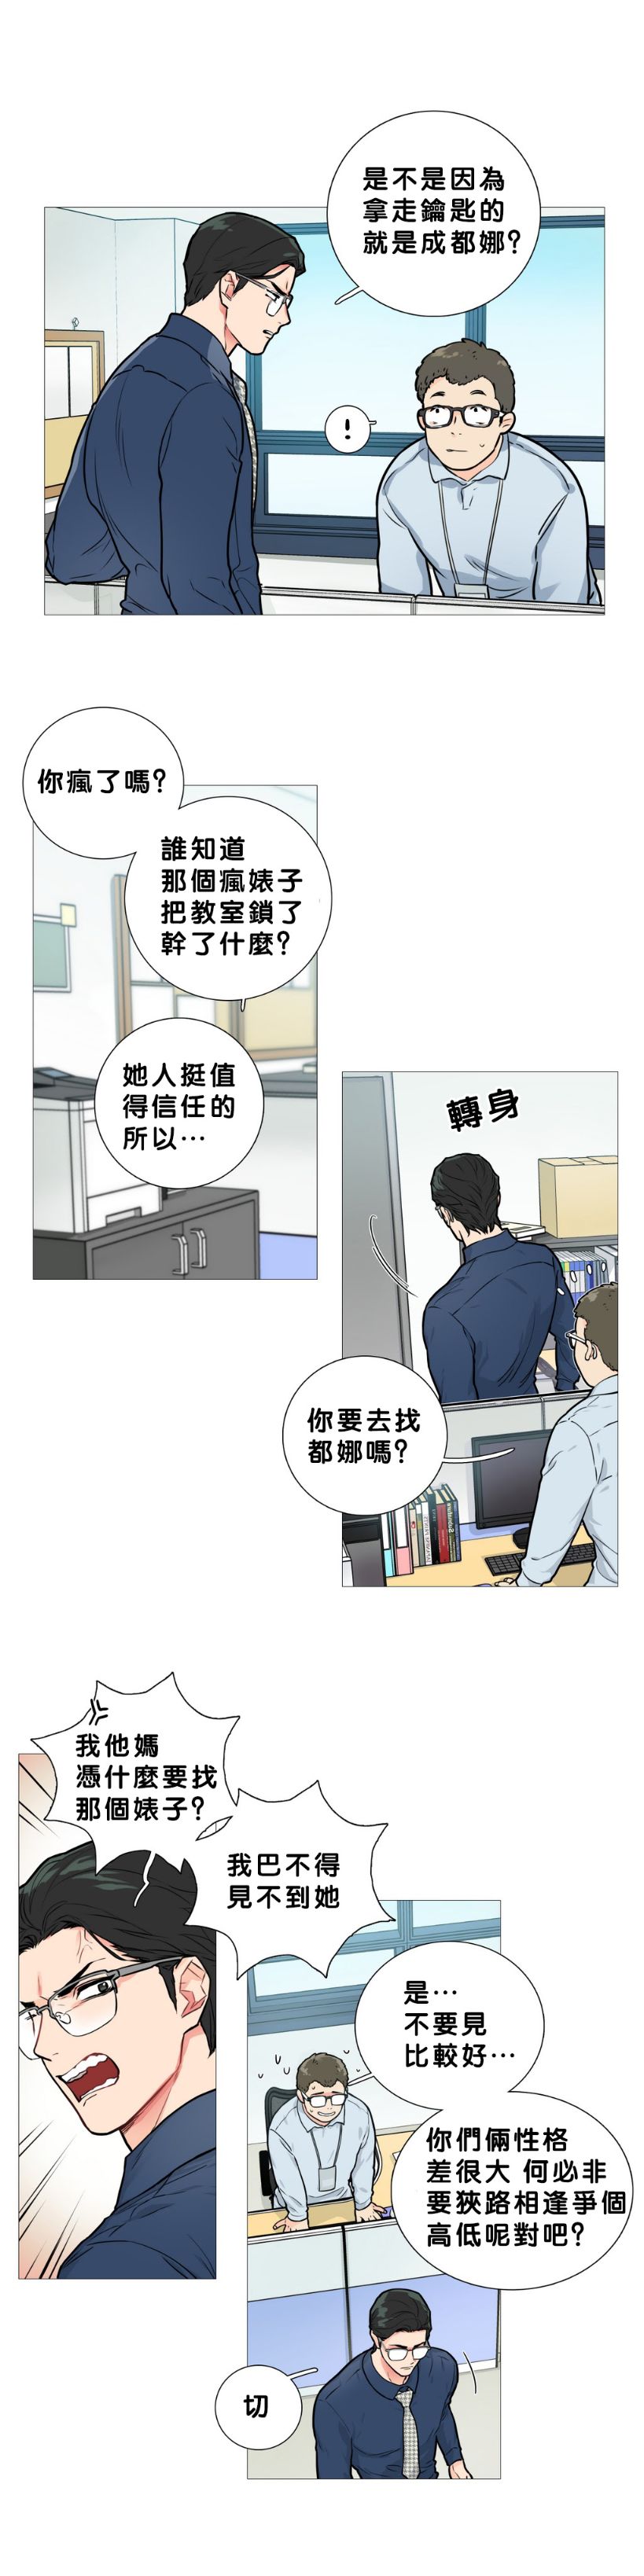 是不是因為
拿走鑰匙的
就是成都娜?
!
你瘋了嗎?
誰知道
那個瘋婊子
把教室鎖了
幹了什麼?
她人挺值
得信任的
所以…
轉身
你要去找
都娜嗎?
我他媽
憑什麼要找
那個婊子?
我巴不得
見不到她
是…
不要見
比較好…
你們倆性格
差很大 何必非
要狹路相逢爭個
高低呢對吧?
切